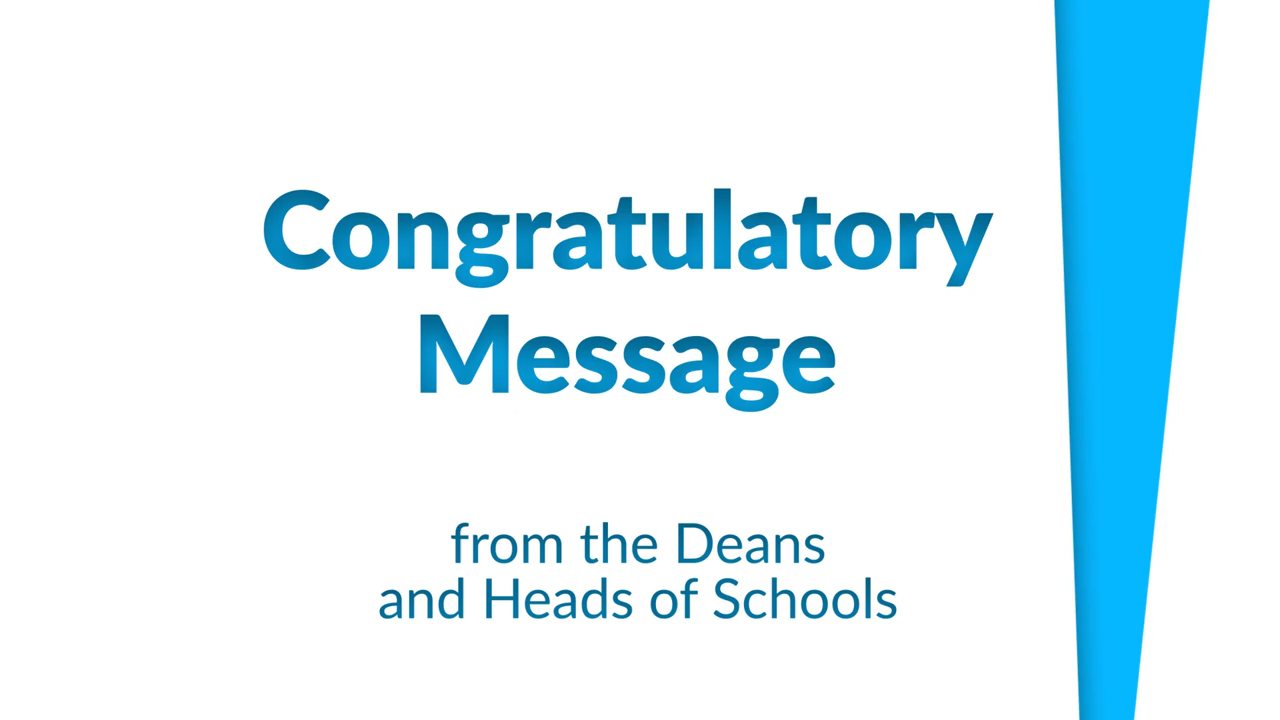 Congratulatory
Message
from the Deans
and Heads of Schools